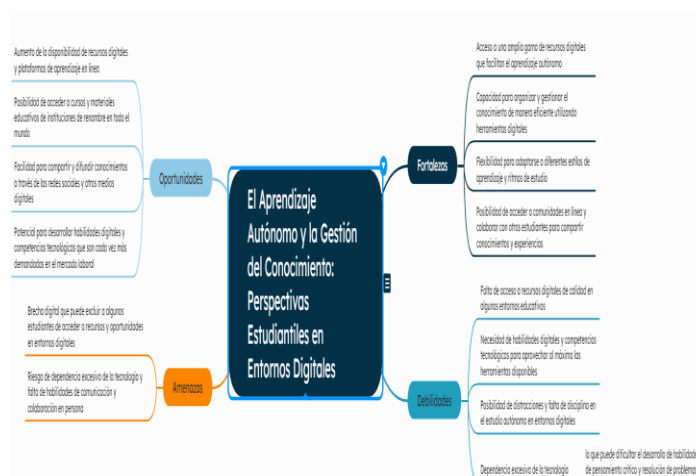 El Aprendizaje
Autónomo y la Gestión
del Conocimiento:
Perspectivas
Estudiantiles en
Entornos Digitales
Fortalezas
Acceso a una amplia gama de recursos digitales
que facilitan el aprendizaje autónomo
Capacidad para organizar y gestionar el
conocimiento de manera eficiente utilizando
herramientas digitales
Flexibilidad para adaptarse a diferentes estilos de
aprendizaje y ritmos de estudio
Posibilidad de acceder a comunidades en línea y
colaborar con otros estudiantes para compartir
conocimientos y experiencias
Debilidades
Falta de acceso a recursos digitales de calidad en
algunos entornos educativos
Necesidad de habilidades digitales y competencias
tecnológicas para aprovechar al máximo las
herramientas disponibles
Posibilidad de distracciones y falta de disciplina en
el estudio autónomo en entornos digitales
Dependencia excesiva de la tecnología
lo que puede dificultar el desarrollo de habilidad
de pensamiento crítico y resolución de problema
Oportunidades
Aumento de la disponibilidad de recursos digitales
y plataformas de aprendizaje en línea
Posibilidad de acceder a cursos y materiales
educativos de instituciones de renombre en todo el
mundo
Facilidad para compartir y difundir conocimientos
a través de las redes sociales y otros medios
digitales
Potencial para desarrollar habilidades digitales y
competencias tecnológicas que son cada vez más
demandadas en el mercado laboral
Amenazas
Brecha digital que puede excluir a algunos
estudiantes de acceder a recursos y oportunidades
en entornos digitales
Riesgo de dependencia excesiva de la tecnología y
falta de habilidades de comunicación y
colaboración en persona